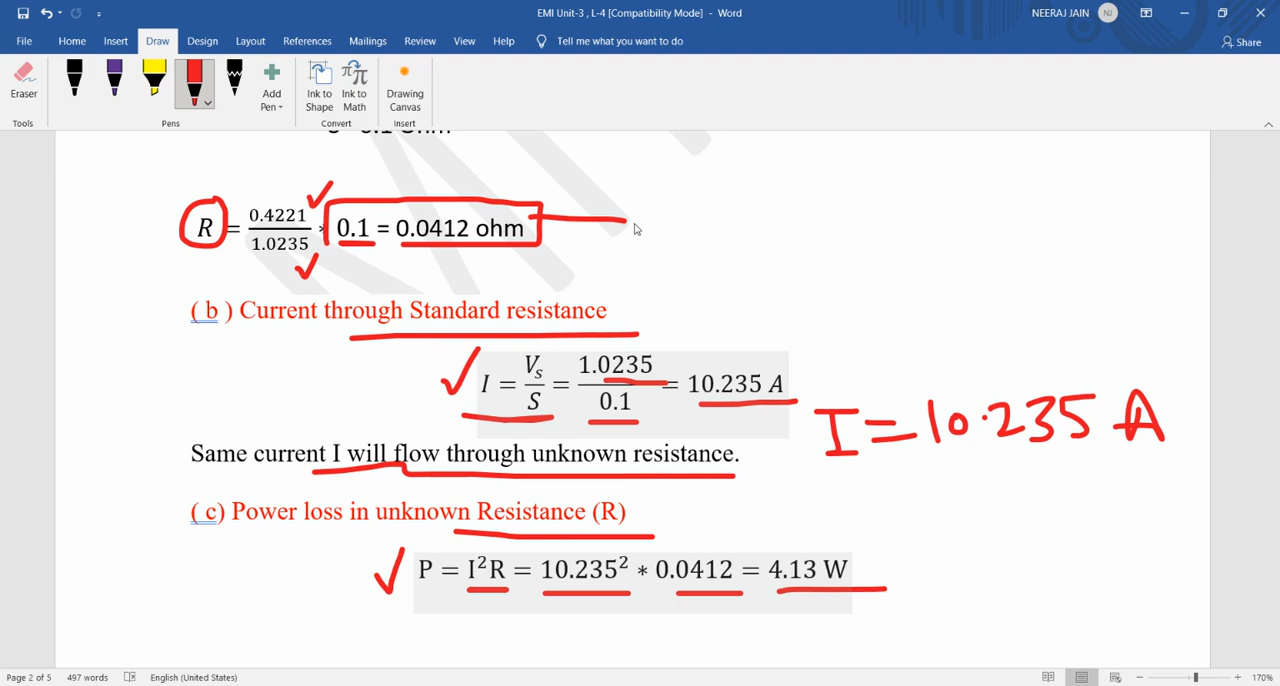 EMI Unit-3 , L-4 [Compatibility Mode] - Word
NEERAJ JAIN
NJ
File Home Insert Draw Design Layout References Mailings Review View Help Tell me what you want to do
Share
Eraser
Add Pen
Ink to Shape
Ink to Math
Drawing Canvas
Tools Pens Convert Insert
R = 0.4221/1.0235 * 0.1 = 0.0412 ohm
( b ) Current through Standard resistance
I = Vs/S = 1.0235/0.1 = 10.235 A
I = 10.235 A
Same current I will flow through unknown resistance.
( c) Power loss in unknown Resistance (R)
P = I²R = 10.235² * 0.0412 = 4.13 W
Page 2 of 5 497 words English (United States) 170%